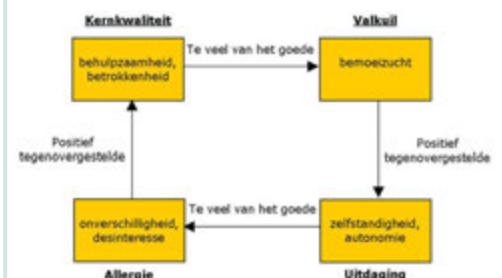 Kernkwaliteit
Valkuil
Te veel van het goede
behulpzaamheid,
betrokkenheid
bemoeizucht
Positief
tegenovergestelde
Positief
tegenovergestelde
Te veel van het goede
onverschilligheid,
desinteresse
zelfstandigheid,
autonomie
Allergie
Uitdaging